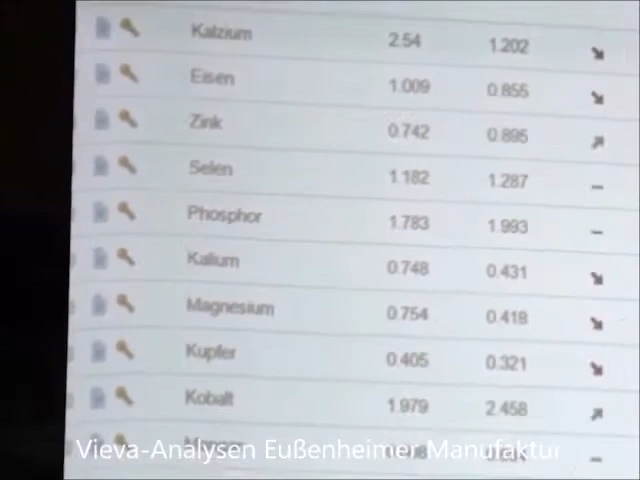 Kalzium 2.54 1.202
Eisen 1.009 0.855
Zink 0.742 0.895
Selen 1.182 1.287
Phosphor 1.783 1.993
Kalium 0.748 0.431
Magnesium 0.754 0.418
Kupfer 0.405 0.321
Kobalt 1.979 2.458
Vieva-Analysen Eußenheimer Manufaktur